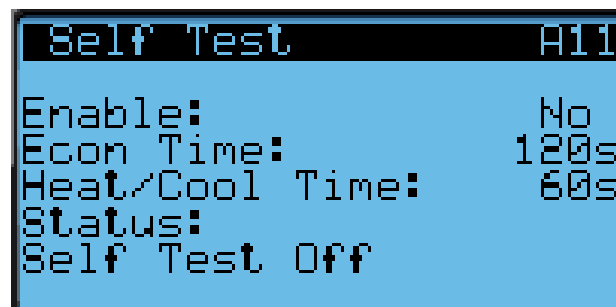 Self Test A11
Enable: No
Econ Time: 120s
Heat/Cool Time: 60s
Status:
Self Test Off